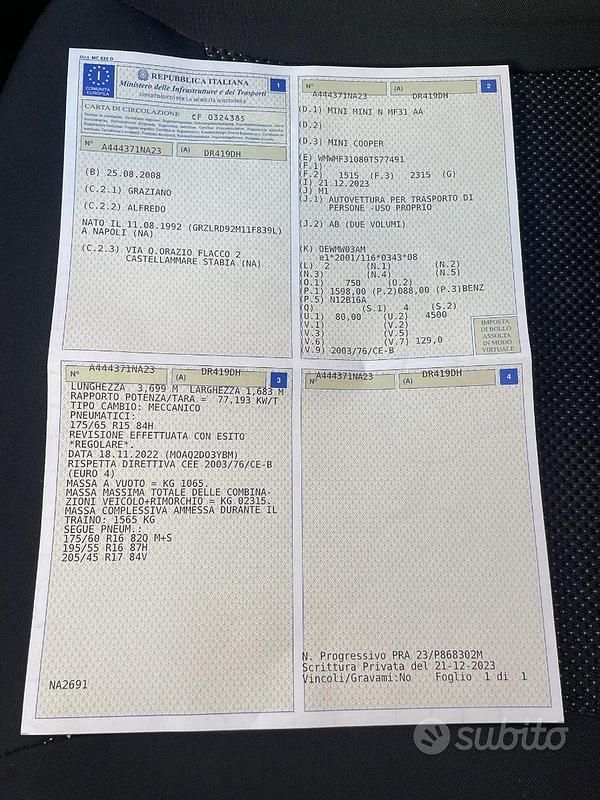 Mod. MC 820 D
REPUBBLICA ITALIANA
1
Ministero delle Infrastrutture e dei Trasporti
DIPARTIMENTO PER LA MOBILITÀ SOSTENIBILE
I
COMUNITÀ EUROPEA
CARTA DI CIRCOLAZIONE CF 0324385
N° A444371NA23 (A) DR419DH
(B) 25.08.2008
(C.2.1) GRAZIANO
(C.2.2) ALFREDO
NATO IL 11.08.1992 (GRZLRD92M11F839L)
A NAPOLI (NA)
(C.2.3) VIA Q.ORAZIO FLACCO 2
CASTELLAMMARE STABIA (NA)
2
N° A444371NA23 (A) DR419DH
(D.1) MINI MINI N MF31 AA
(D.2)
(D.3) MINI COOPER
(E) WMWMF31080TS77491
(F.1)
(F.2) 1515 (F.3) 2315 (G)
(I) 21.12.2023
(J) M1
(J.1) AUTOVETTURA PER TRASPORTO DI
PERSONE -USO PROPRIO
(J.2) AB (DUE VOLUMI)
(K) OEWMW03AM
e1*2001/116*0343*08
(L) 2 (N.1) (N.2)
(N.3) (N.4) (N.5)
(O.1) 750 (O.2)
(P.1) 1598,00 (P.2)088,00 (P.3)BENZ
(P.5) N12B16A
(Q) (S.1) 4 (S.2)
(U.1) 80,00 (U.2) 4500
(V.1) (V.2)
(V.3) (V.5)
(V.6) (V.7) 129,0
(V.9) 2003/76/CE-B
IMPOSTA
DI BOLLO
ASSOLTA
IN MODO
VIRTUALE
3
N° A444371NA23 (A) DR419DH
LUNGHEZZA 3,699 M LARGHEZZA 1,683 M
RAPPORTO POTENZA/TARA = 77,193 KW/T
TIPO CAMBIO: MECCANICO
PNEUMATICI:
175/65 R15 84H
REVISIONE EFFETTUATA CON ESITO
*REGOLARE*.
DATA 18.11.2022 (MOAQ2DO3YBM)
RISPETTA DIRETTIVA CEE 2003/76/CE-B
(EURO 4)
MASSA A VUOTO = KG 1065.
MASSA MASSIMA TOTALE DELLE COMBINA-
ZIONI VEICOLO+RIMORCHIO = KG 02315.
MASSA COMPLESSIVA AMMESSA DURANTE IL
TRAINO: 1565 KG
SEGUE PNEUM.:
175/60 R16 82Q M+S
195/55 R16 87H
205/45 R17 84V
NA2691
4
N° A444371NA23 (A) DR419DH
N. Progressivo PRA 23/P868302M
Scrittura Privata del 21-12-2023
Vincoli/Gravami:No Foglio 1 di 1
subito